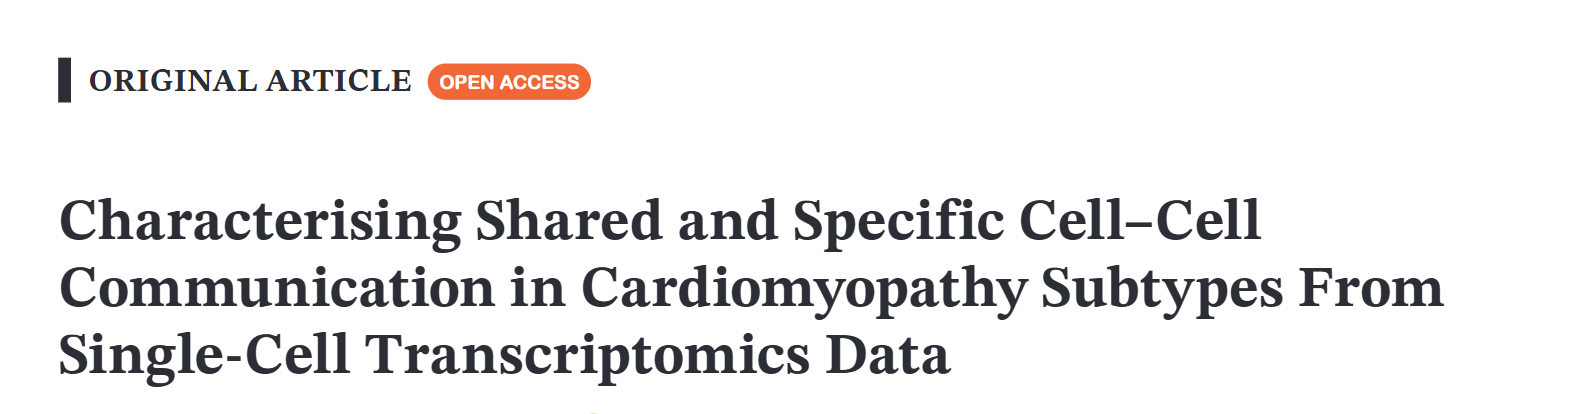 ORIGINAL ARTICLE OPEN ACCESS
Characterising Shared and Specific Cell–Cell
Communication in Cardiomyopathy Subtypes From
Single-Cell Transcriptomics Data